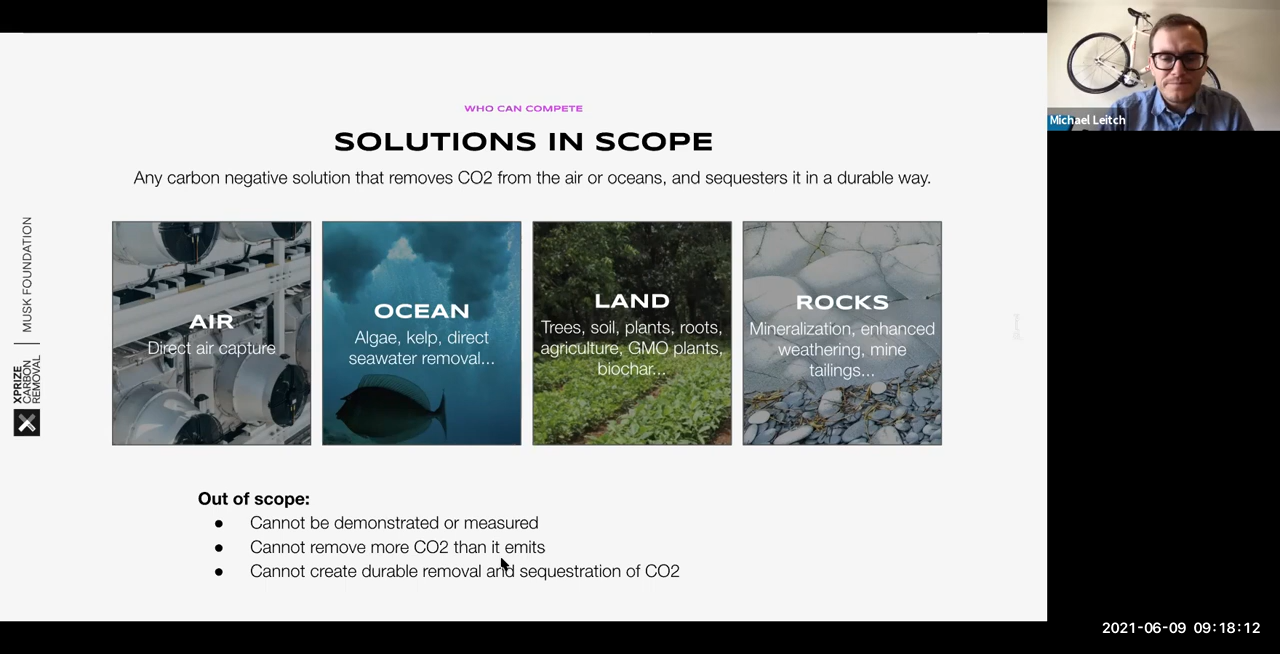 WHO CAN COMPETE
SOLUTIONS IN SCOPE
Any carbon negative solution that removes CO2 from the air or oceans, and sequesters it in a durable way.
AIR
Direct air capture
OCEAN
Algae, kelp, direct
seawater removal...
LAND
Trees, soil, plants, roots,
agriculture, GMO plants,
biochar...
ROCKS
Mineralization, enhanced
weathering, mine
tailings...
Out of scope:
● Cannot be demonstrated or measured
● Cannot remove more CO2 than it emits
● Cannot create durable removal and sequestration of CO2
XPRIZE
CARBON
REMOVAL
MUSK FOUNDATION
Michael Leitch
2021-06-09 09:18:12